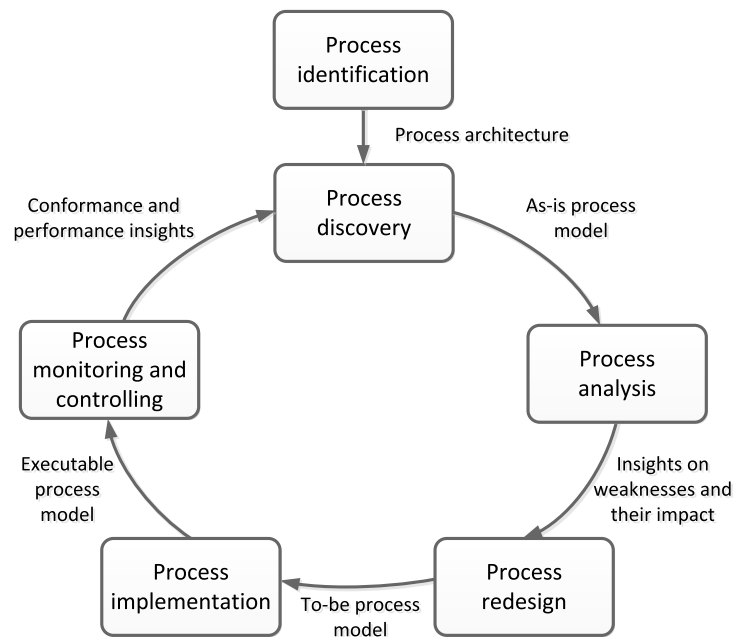 Process
identification
Process architecture
Process
discovery
As-is process
model
Process
analysis
Insights on
weaknesses and
their impact
Process
redesign
To-be process
model
Process
implementation
Executable
process
model
Process
monitoring and
controlling
Conformance and
performance insights